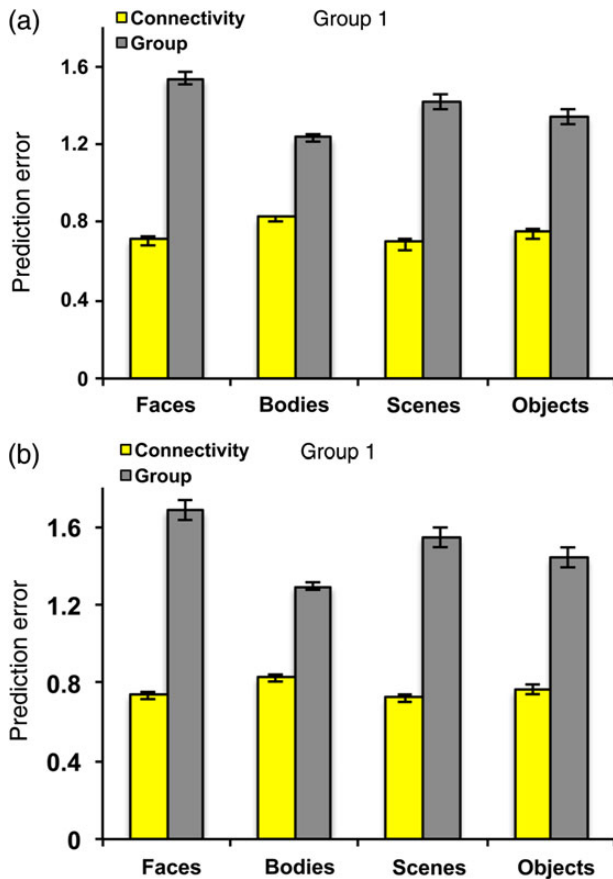 (a)
Connectivity Group 1
Group
Prediction error
1.6
1.2
0.8
0.4
0
Faces Bodies Scenes Objects
(b)
Connectivity Group 1
Group
Prediction error
1.6
1.2
0.8
0.4
0
Faces Bodies Scenes Objects